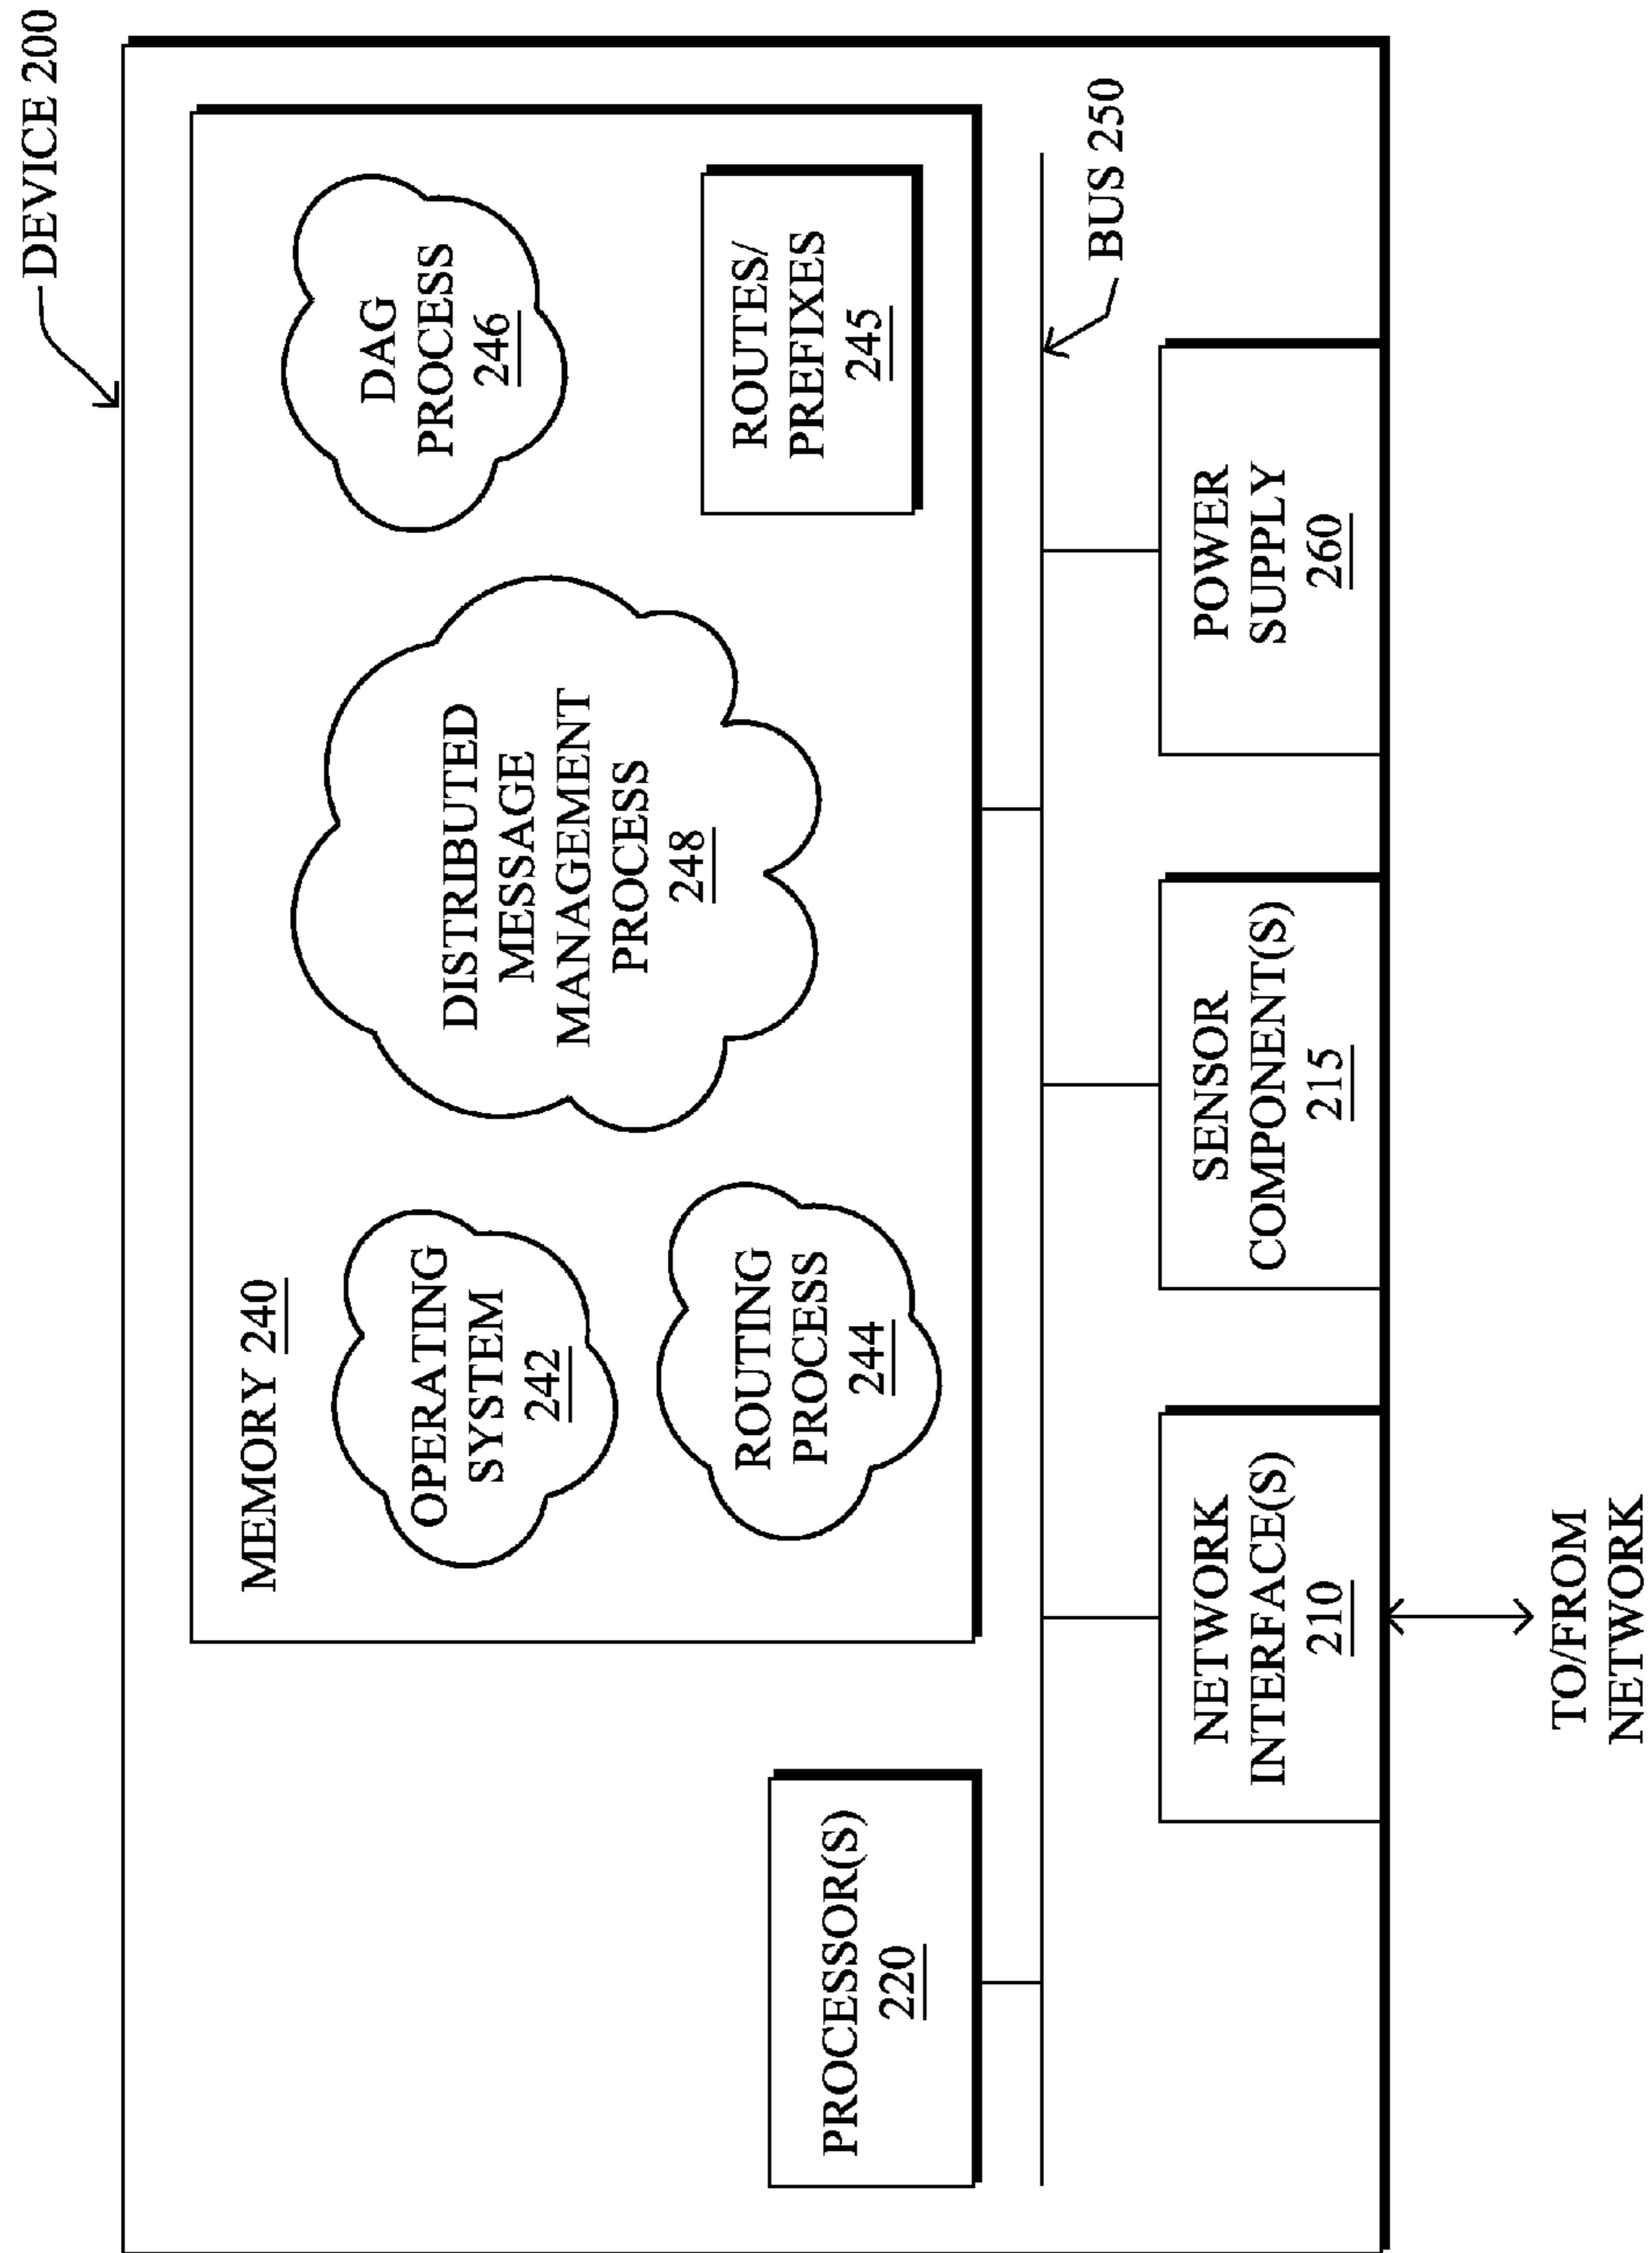 DEVICE 200
MEMORY 240
OPERATING
SYSTEM
242
ROUTING
PROCESS
244
DISTRIBUTED
MESSAGE
MANAGEMENT
PROCESS
248
DAG
PROCESS
246
ROUTES/
PREFIXES
245
PROCESSOR(S)
220
BUS 250
NETWORK
INTERFACE(S)
210
SENSOR
COMPONENT(S)
215
POWER
SUPPLY
260
TO/FROM
NETWORK